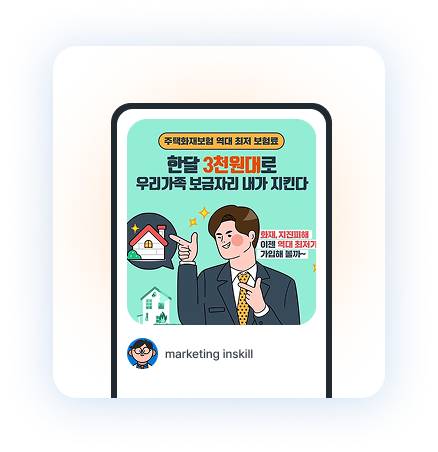 주택화재보험 역대 최저 보험료
한달 3천원대로
우리가족 보금자리 내가 지킨다
화재, 지진피해
이젠 역대 최저가
가입해 볼까~
marketing inskill